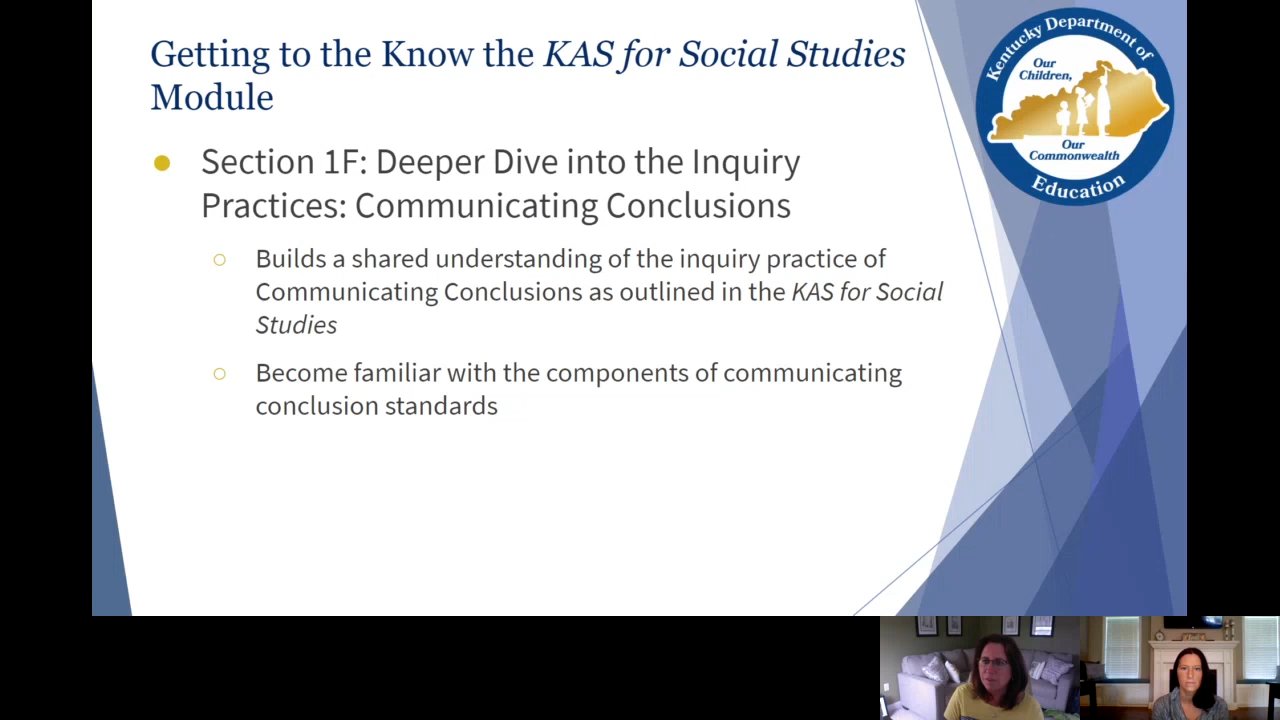 Getting to the Know the KAS for Social Studies
Module
Section 1F: Deeper Dive into the Inquiry
Practices: Communicating Conclusions
Builds a shared understanding of the inquiry practice of
Communicating Conclusions as outlined in the KAS for Social
Studies
Become familiar with the components of communicating
conclusion standards
Kentucky Department of
Our
Children,
Our
Commonwealth
Education